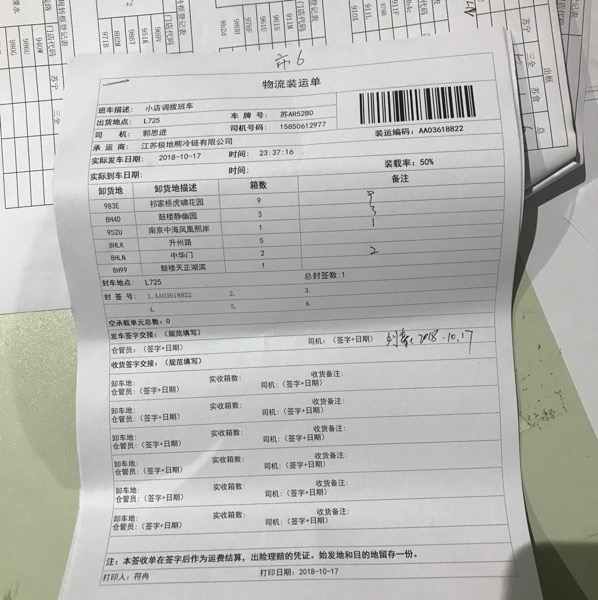 市6
物流装运单
班车描述: 小店调拨班车
出货地点: L725 车 牌 号: 苏AR52B0
司 机: 郭思进 司机号码: 15850612977
装运编码: AA03618822
承 运 商: 江苏极地熊冷链有限公司
实际发车日期: 2018-10-17 时间: 23:37:16
实际到车日期: 时间: 装载率: 50%
卸货地 卸货地描述 箱数 备注
983E 祁家桥虎磉花园 9 9
8H4D 鼓楼静幽园 3 3
952U 南京中海凤凰熙岸 1 1
8HLK 升州路 5
8HLN 中华门 2 2
8H99 鼓楼天正湖滨 1
封车地点: L725 总封签数:1
封 签 号: 1.AA03618822 2. 3.
4. 5. 6.
空承载单元总数: 0
发车签字交接: (规范填写)
仓管员: (签字+日期) 司机: (签字+日期) 2018.10.17
收货签字交接: (规范填写)
卸车地: 实收箱数: 收货备注:
仓管员: (签字+日期) 司机: (签字+日期)
卸车地: 实收箱数: 收货备注:
仓管员: (签字+日期) 司机: (签字+日期)
卸车地: 实收箱数: 收货备注:
仓管员: (签字+日期) 司机: (签字+日期)
卸车地: 实收箱数: 收货备注:
仓管员: (签字+日期) 司机: (签字+日期)
卸车地: 实收箱数: 收货备注:
仓管员: (签字+日期) 司机: (签字+日期)
卸车地: 实收箱数: 收货备注:
仓管员: (签字+日期) 司机: (签字+日期)
注: 本签收单在签字后作为运费结算, 出险理赔的凭证。始发地和目的地留存一份。
打印人: 符冉 打印日期: 2018-10-17